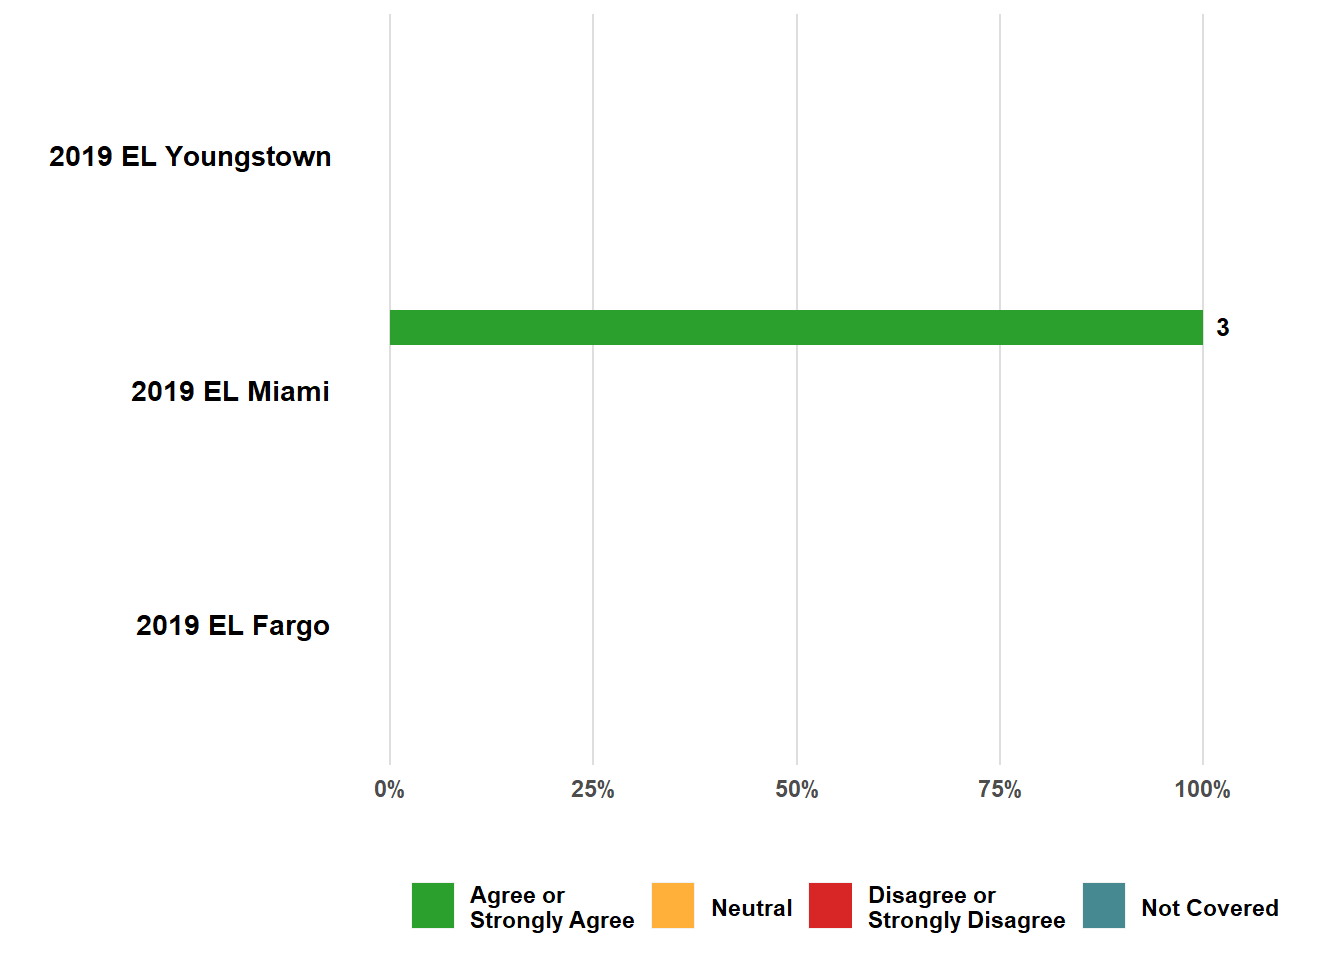 2019 EL Youngstown
3
2019 EL Miami
2019 EL Fargo
0% 25% 50% 75% 100%
Agree or
Strongly Agree
Neutral
Disagree or
Strongly Disagree
Not Covered